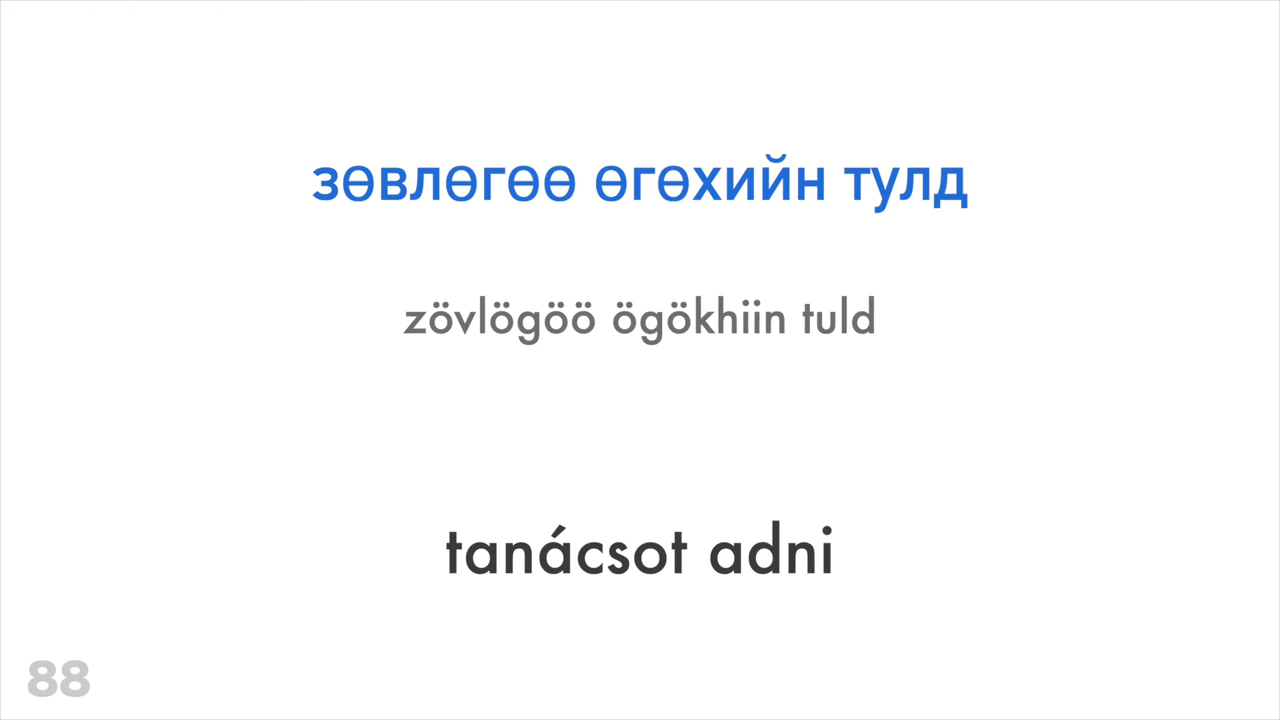 зөвлөгөө өгөхийн тулд
zövlögöö ögökhiin tuld
tanácsot adni
88